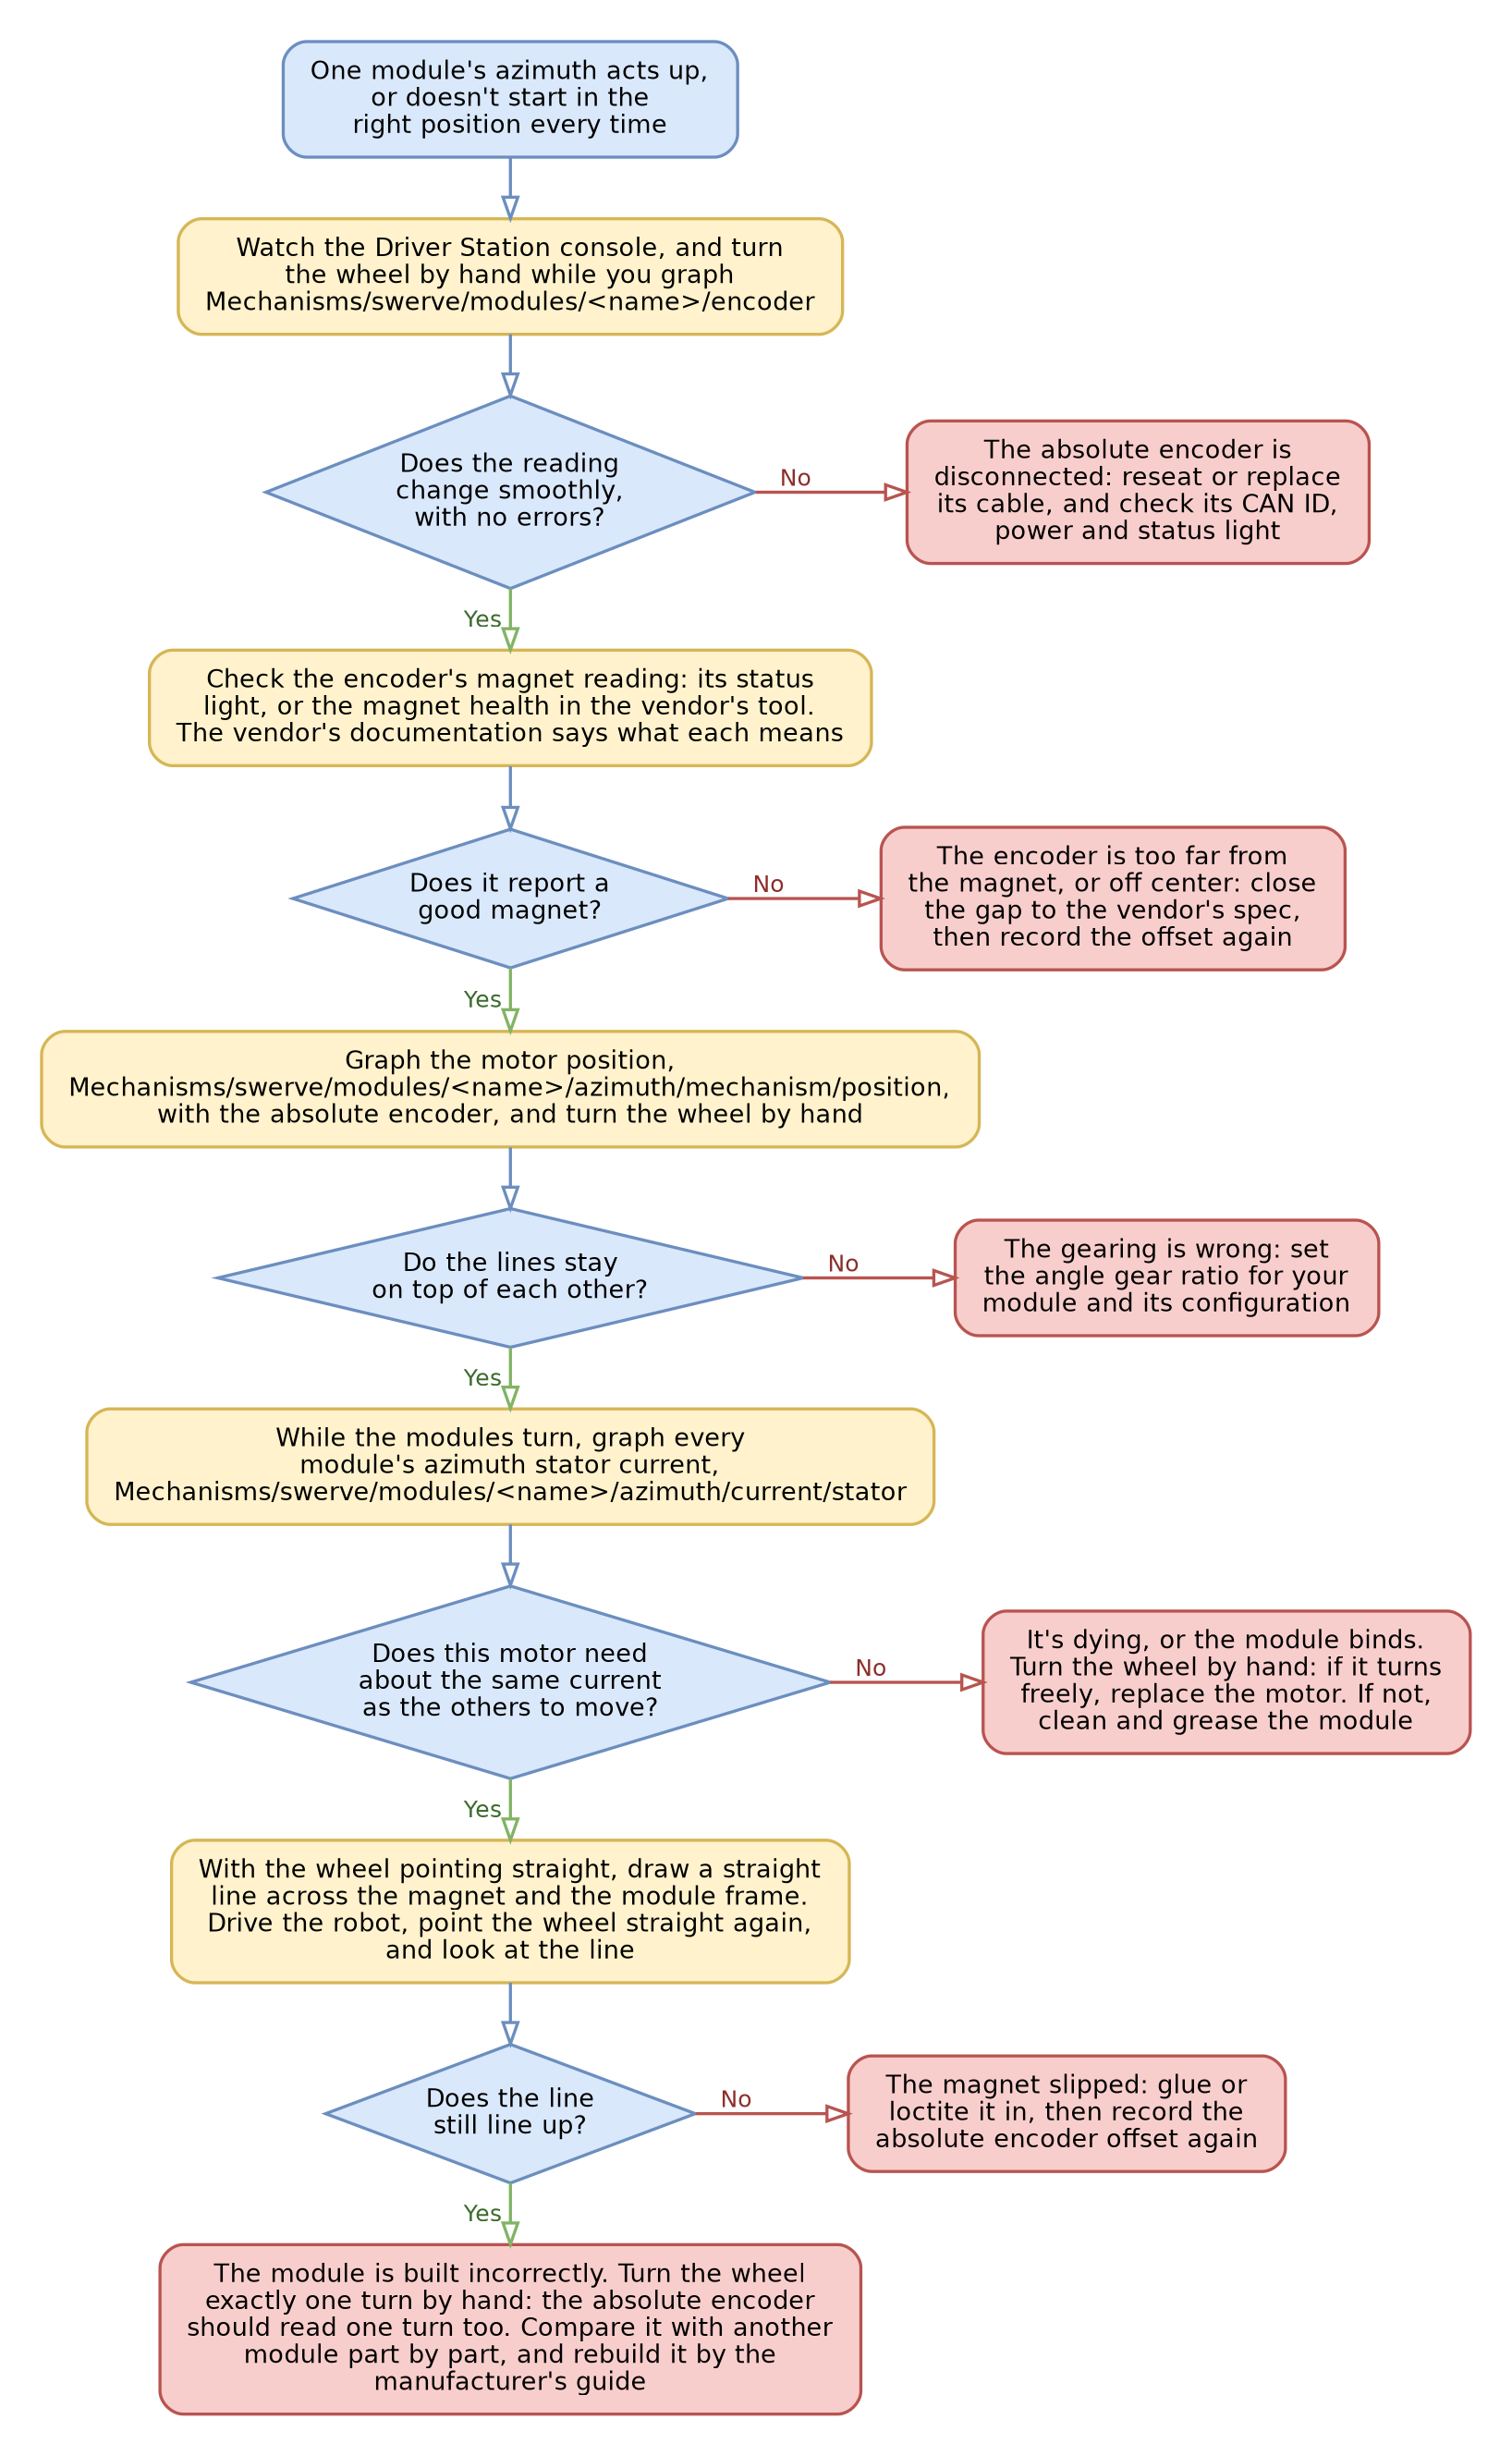 One module's azimuth acts up,
or doesn't start in the
right position every time
Watch the Driver Station console, and turn
the wheel by hand while you graph
Mechanisms/swerve/modules/<name>/encoder
Does the reading
change smoothly,
with no errors?
No
The absolute encoder is
disconnected: reseat or replace
its cable, and check its CAN ID,
power and status light
Yes
Check the encoder's magnet reading: its status
light, or the magnet health in the vendor's tool.
The vendor's documentation says what each means
Does it report a
good magnet?
No
The encoder is too far from
the magnet, or off center: close
the gap to the vendor's spec,
then record the offset again
Yes
Graph the motor position,
Mechanisms/swerve/modules/<name>/azimuth/mechanism/position,
with the absolute encoder, and turn the wheel by hand
Do the lines stay
on top of each other?
No
The gearing is wrong: set
the angle gear ratio for your
module and its configuration
Yes
While the modules turn, graph every
module's azimuth stator current,
Mechanisms/swerve/modules/<name>/azimuth/current/stator
Does this motor need
about the same current
as the others to move?
No
It's dying, or the module binds.
Turn the wheel by hand: if it turns
freely, replace the motor. If not,
clean and grease the module
Yes
With the wheel pointing straight, draw a straight
line across the magnet and the module frame.
Drive the robot, point the wheel straight again,
and look at the line
Does the line
still line up?
No
The magnet slipped: glue or
loctite it in, then record the
absolute encoder offset again
Yes
The module is built incorrectly. Turn the wheel
exactly one turn by hand: the absolute encoder
should read one turn too. Compare it with another
module part by part, and rebuild it by the
manufacturer's guide